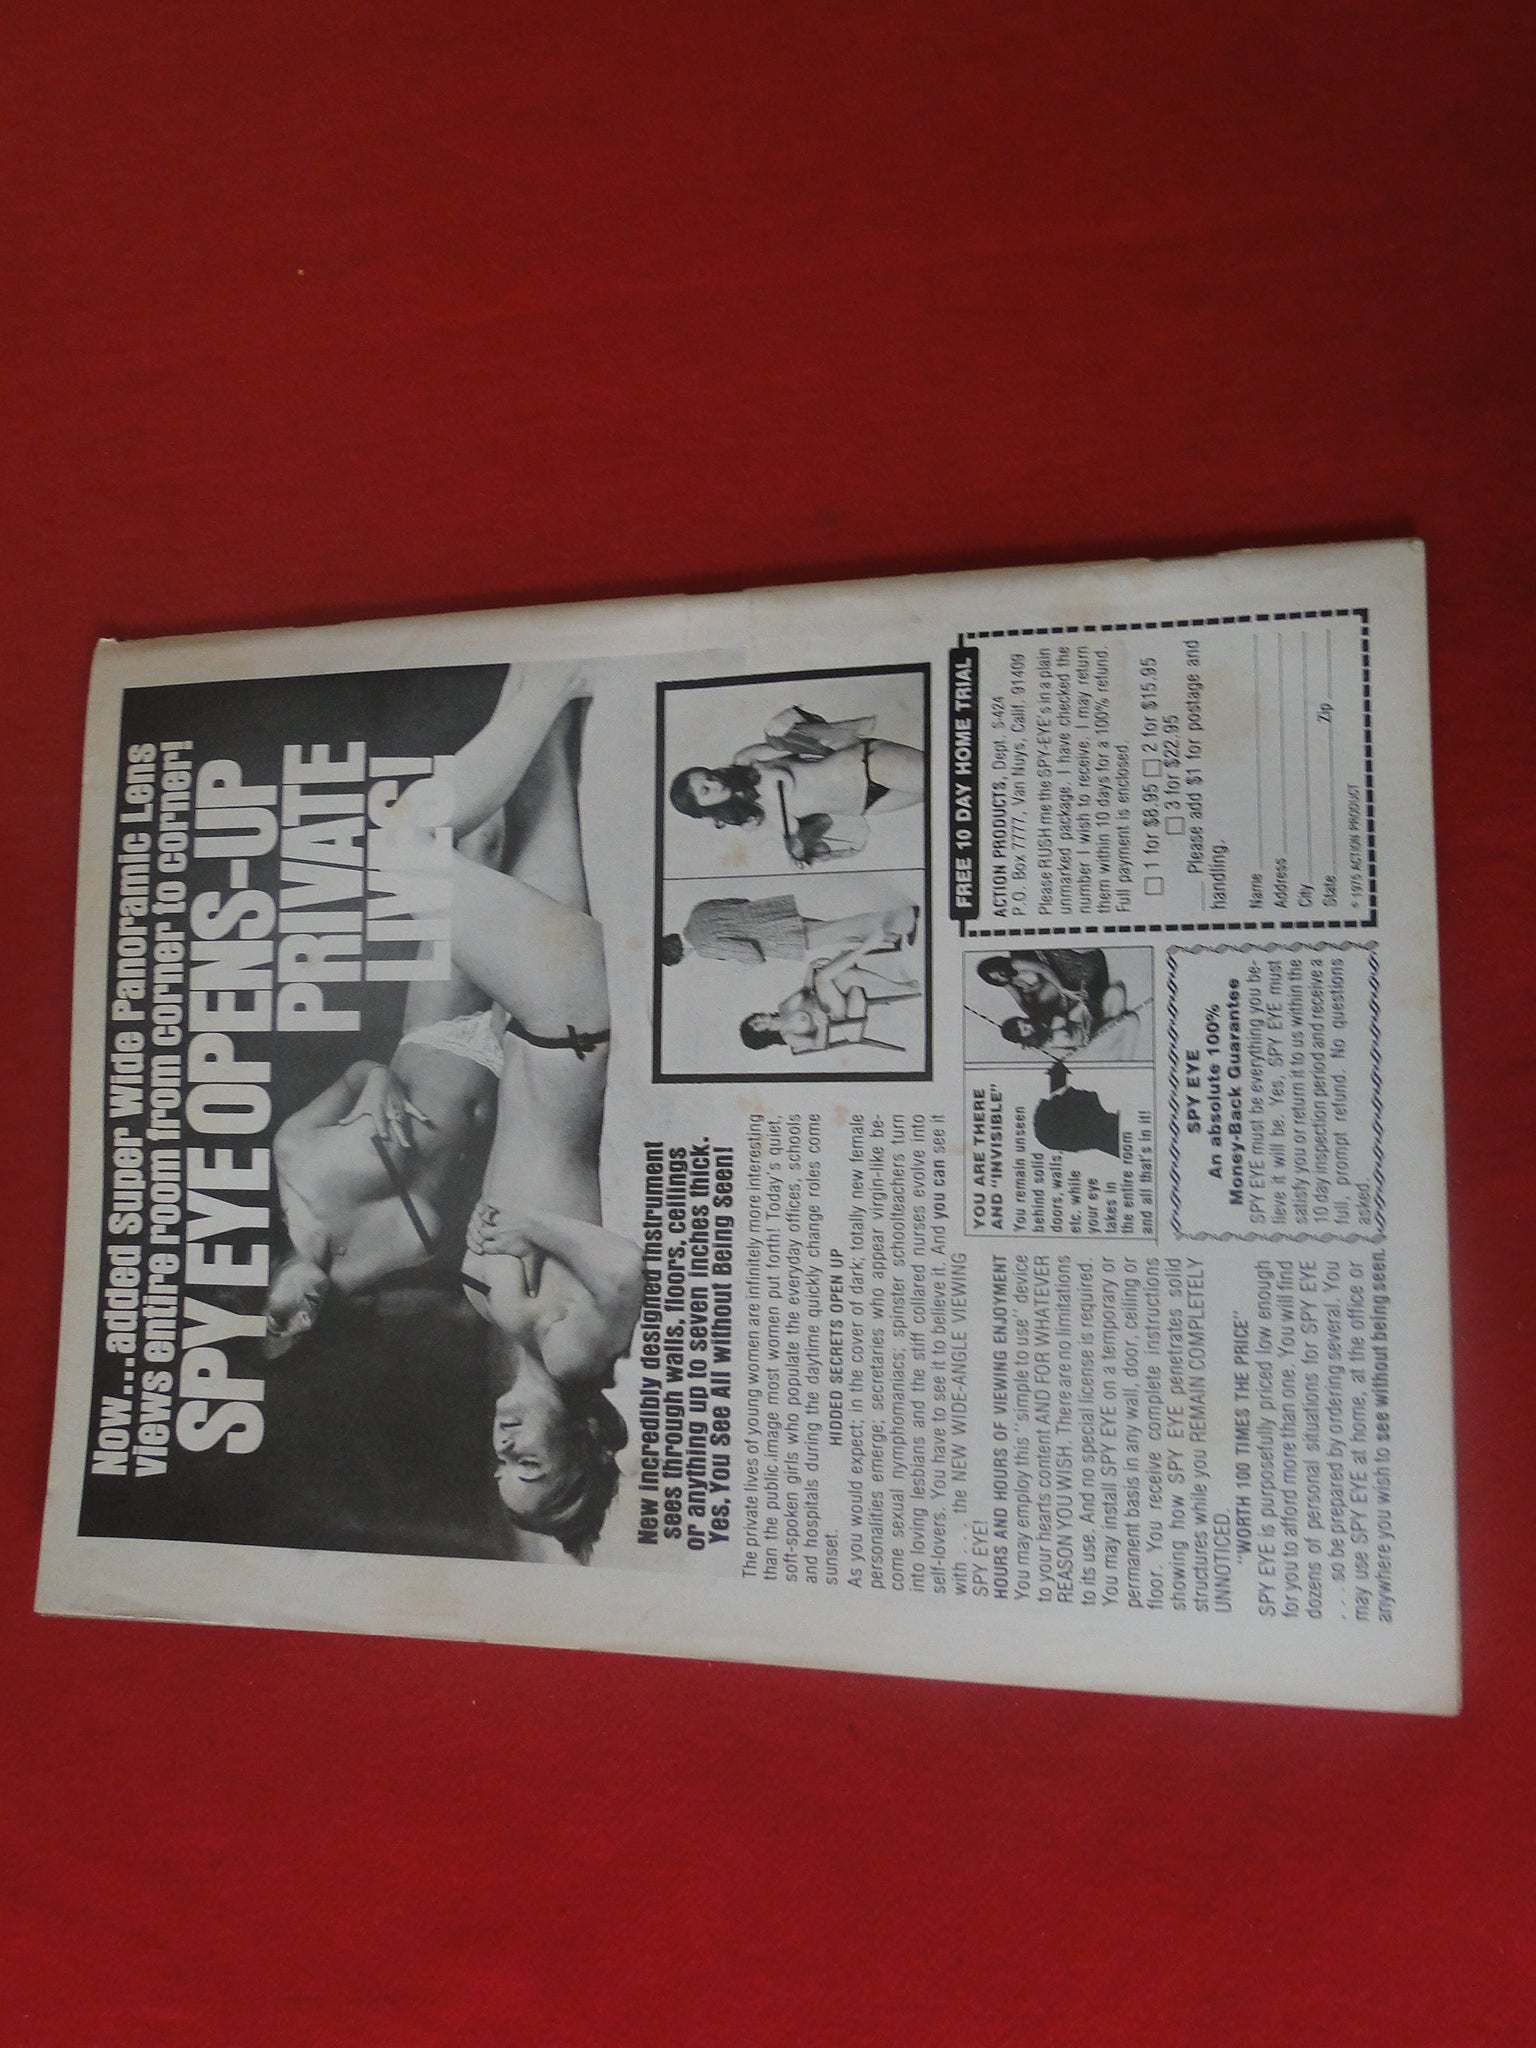 Now...added Super Wide Panoramic Lens
views entire room from corner to corner!
SPY EYE OPENS-UP
PRIVATE
LIVES!
New incredibly designed instrument
sees through walls, floors, ceilings
or anything up to seven inches thick.
Yes, You See All without Being Seen!
The private lives of young women are infinitely more interesting
than the public image most women put forth! Today's quiet,
soft-spoken girls who populate the everyday offices, schools
and hospitals during the daytime quickly change roles come
sunset.
HIDDED SECRETS OPEN UP
As you would expect; in the cover of dark; totally new female
personalities emerge; secretaries who appear virgin-like be-
come sexual nymphomaniacs; spinster schoolteachers turn
into loving lesbians and the stiff collared nurses evolve into
self-lovers. You have to see it to believe it. And you can see it
with . . . the NEW WIDE-ANGLE VIEWING
SPY EYE!
HOURS AND HOURS OF VIEWING ENJOYMENT
You may employ this "simple to use" device
to your hearts content AND FOR WHATEVER
REASON YOU WISH. There are no limitations
to its use. And no special license is required.
You may install SPY EYE on a temporary or
permanent basis in any wall, door, ceiling or
floor. You receive complete instructions
showing how SPY EYE penetrates solid
structures while you REMAIN COMPLETELY
UNNOTICED.
"WORTH 100 TIMES THE PRICE"
SPY EYE is purposefully priced low enough
for you to afford more than one. You will find
dozens of personal situations for SPY EYE
. . . so be prepared by ordering several. You
may use SPY EYE at home, at the office or
anywhere you wish to see without being seen.
YOU ARE THERE
AND "INVISIBLE"
You remain unseen
behind solid
doors, walls,
etc. while
your eye
takes in
the entire room
and all that's in it!
SPY EYE
An absolute 100%
Money-Back Guarantee
SPY EYE must be everything you be-
lieve it will be. Yes, SPY EYE must
satisfy you or return it to us within the
10 day inspection period and receive a
full, prompt refund. No questions
asked.
FREE 10 DAY HOME TRIAL
ACTION PRODUCTS, Dept. S-424
P.O. Box 7777, Van Nuys, Calif. 91409
Please RUSH me the SPY-EYE's in a plain
unmarked package. I have checked the
number I wish to receive. I may return
them within 10 days for a 100% refund.
Full payment is enclosed.
1 for $8.95 2 for $15.95
3 for $22.95
Please add $1 for postage and
handling.
Name
Address
City
State Zip
© 1975 ACTION PRODUCT